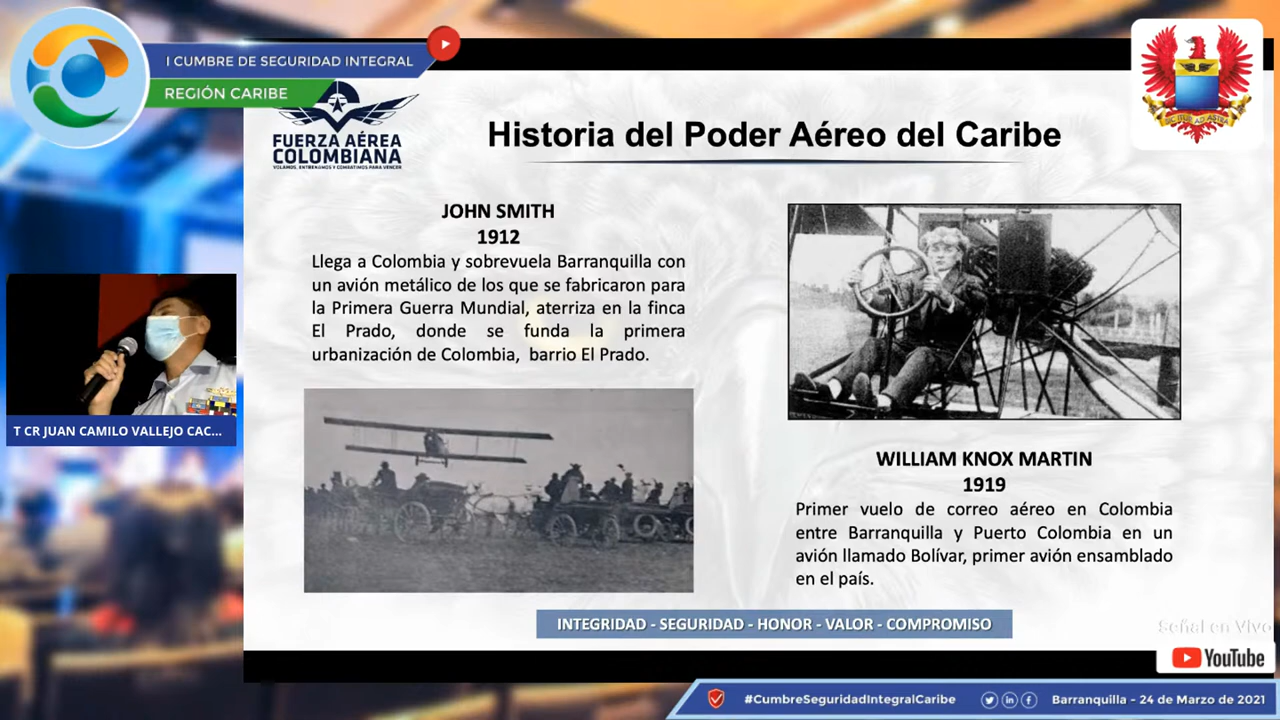 I CUMBRE DE SEGURIDAD INTEGRAL
REGIÓN CARIBE
FUERZA AÉREA
COLOMBIANA
VOLAMOS, ENTRENAMOS Y COMBATIMOS PARA VENCER
Historia del Poder Aéreo del Caribe
JOHN SMITH
1912
Llega a Colombia y sobrevuela Barranquilla con
un avión metálico de los que se fabricaron para
la Primera Guerra Mundial, aterriza en la finca
El Prado, donde se funda la primera
urbanización de Colombia, barrio El Prado.
WILLIAM KNOX MARTIN
1919
Primer vuelo de correo aéreo en Colombia
entre Barranquilla y Puerto Colombia en un
avión llamado Bolívar, primer avión ensamblado
en el país.
T CR JUAN CAMILO VALLEJO CAC...
INTEGRIDAD - SEGURIDAD - HONOR - VALOR - COMPROMISO
Señal en Vivo
YouTube
#CumbreSeguridadIntegralCaribe
Barranquilla - 24 de Marzo de 2021